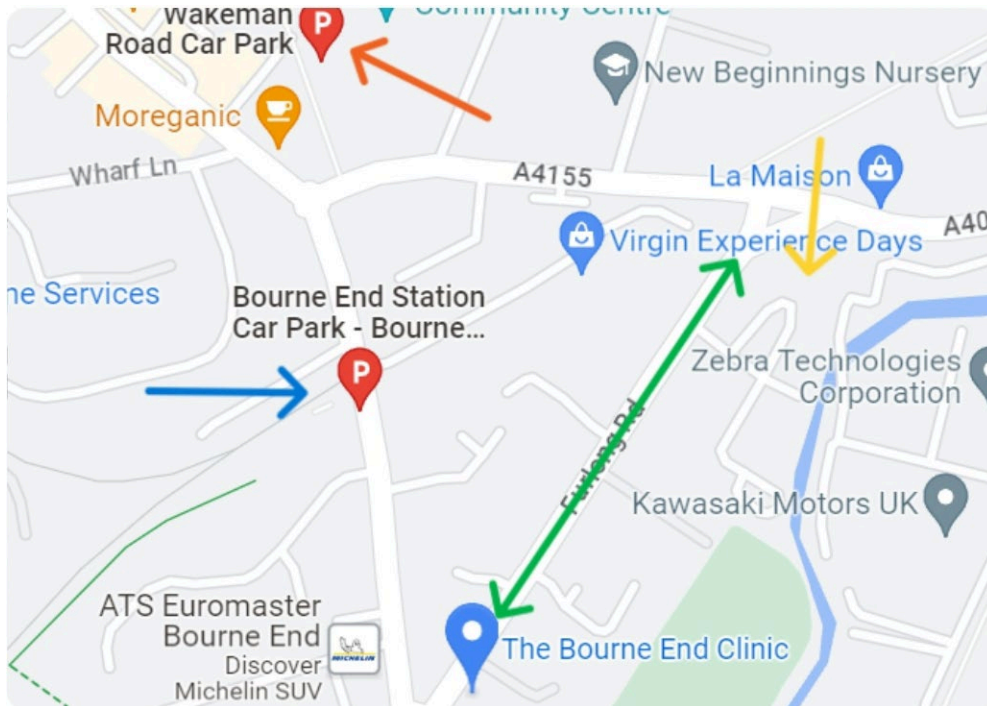 Community Centre
Wakeman
Road Car Park
P
New Beginnings Nursery
Moreganic
Wharf Ln
A4155
La Maison
A40
Virgin Experience Days
ne Services
Bourne End Station
Car Park - Bourne...
P
Zebra Technologies
Corporation
Furlong Rd
Kawasaki Motors UK
ATS Euromaster
Bourne End
Discover
Michelin SUV
MICHELIN
The Bourne End Clinic